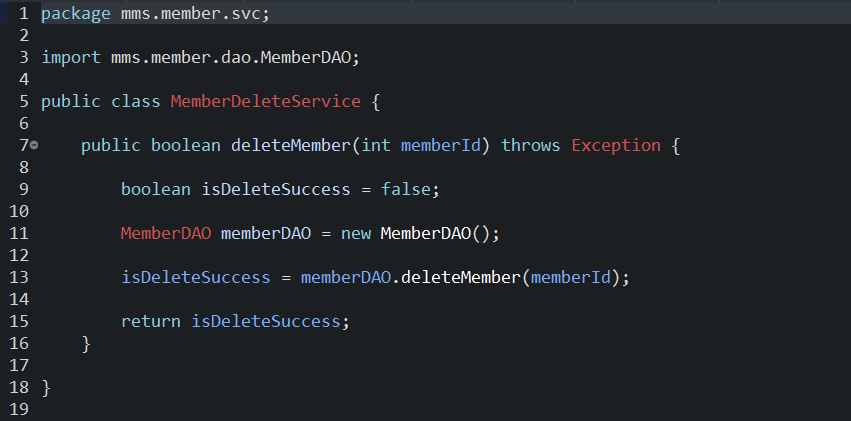 1 package mms.member.svc;
2
3 import mms.member.dao.MemberDAO;
4
5 public class MemberDeleteService {
6
7     public boolean deleteMember(int memberId) throws Exception {
8
9         boolean isDeleteSuccess = false;
10
11         MemberDAO memberDAO = new MemberDAO();
12
13         isDeleteSuccess = memberDAO.deleteMember(memberId);
14
15         return isDeleteSuccess;
16     }
17
18 }
19